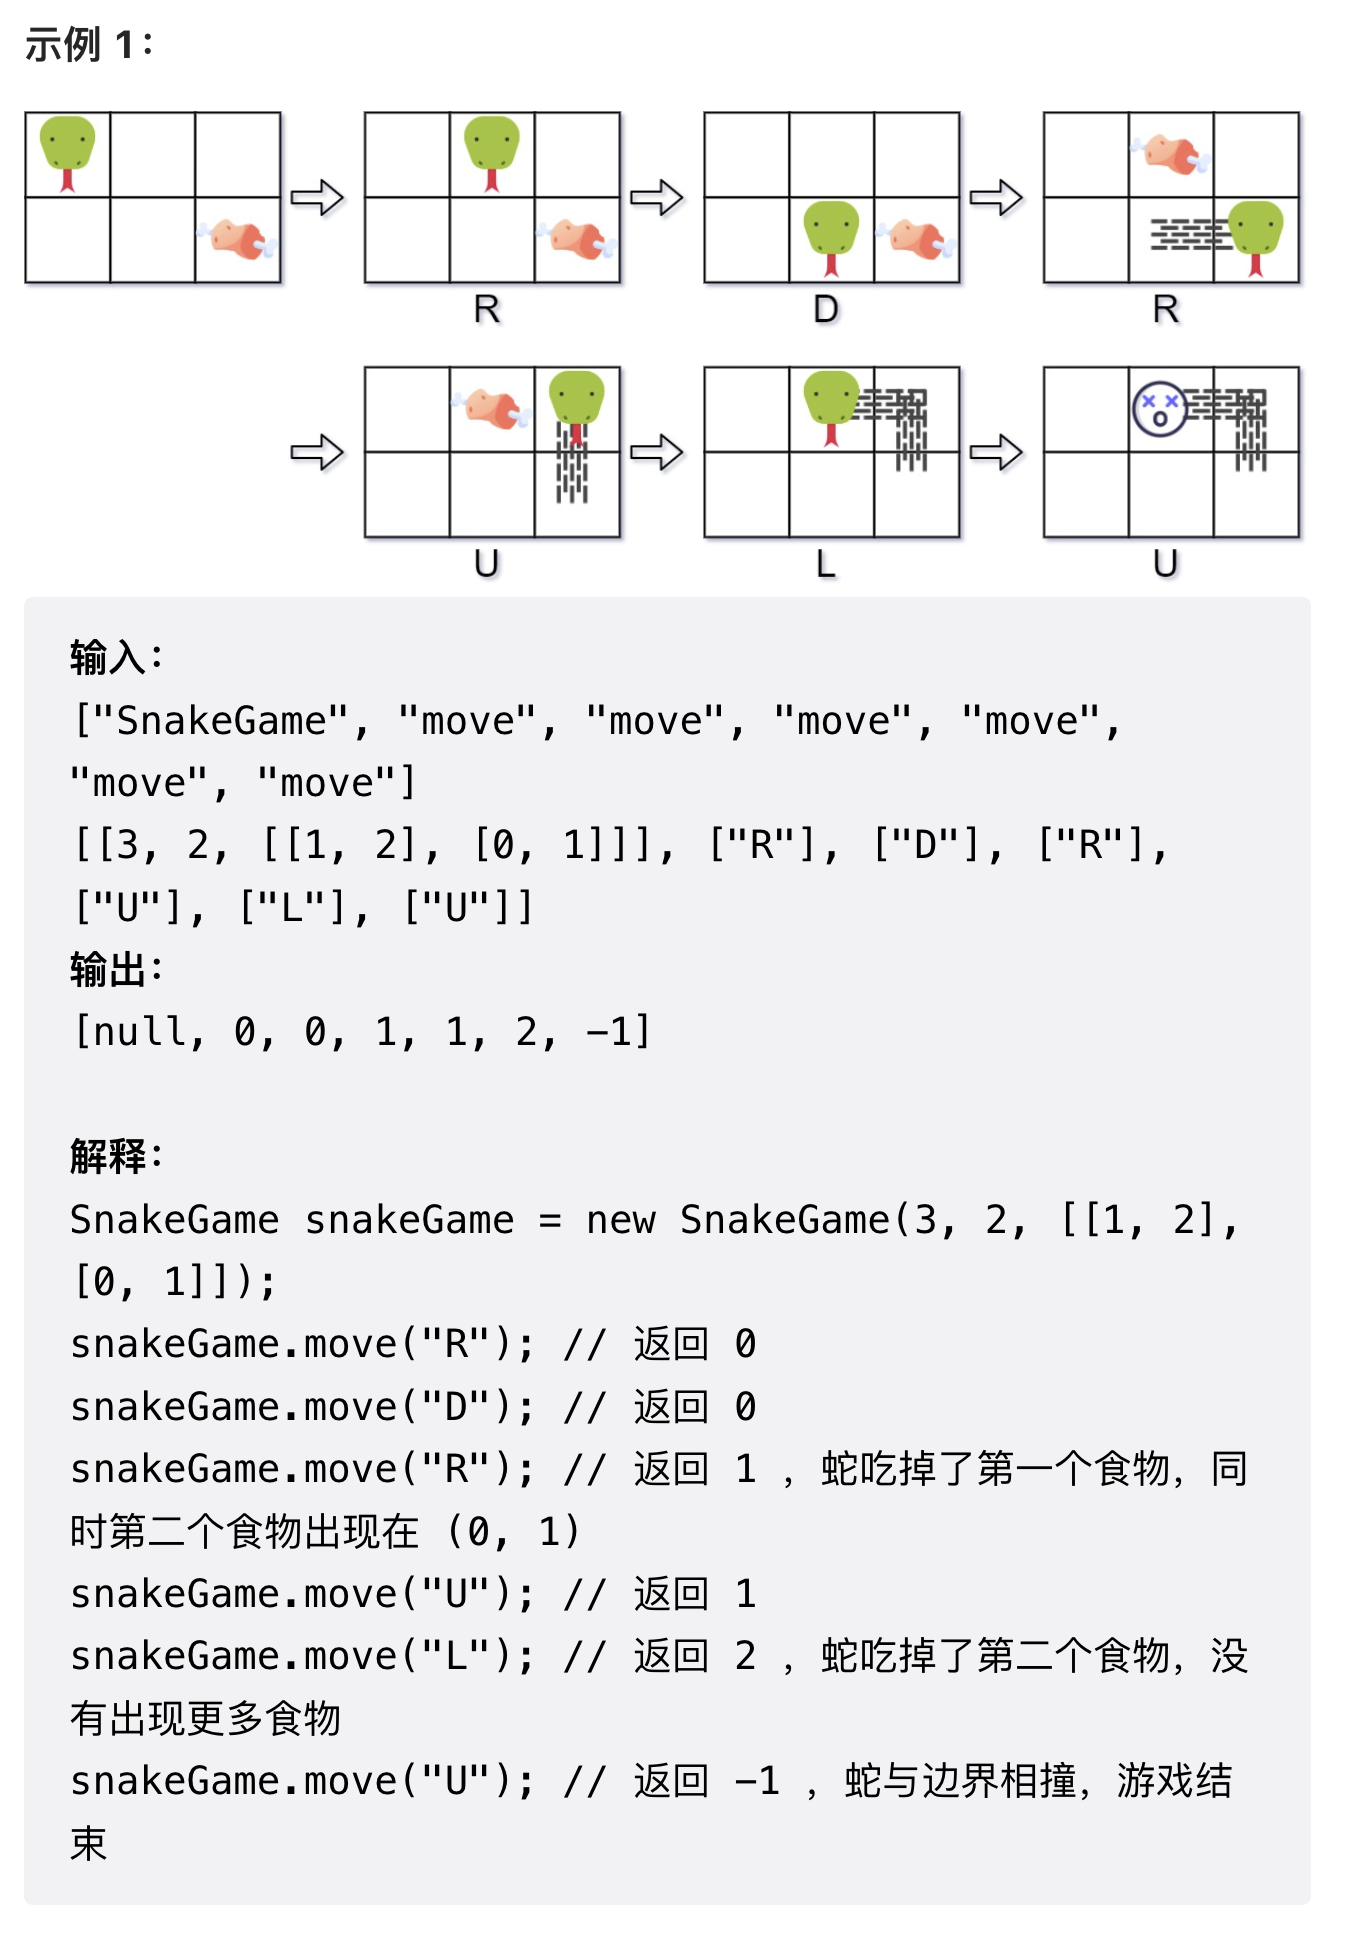 示例 1：
R
D
R
U
L
U
输入：
["SnakeGame", "move", "move", "move", "move",
"move", "move"]
[[3, 2, [[1, 2], [0, 1]]], ["R"], ["D"], ["R"],
["U"], ["L"], ["U"]]
输出：
[null, 0, 0, 1, 1, 2, -1]
解释：
SnakeGame snakeGame = new SnakeGame(3, 2, [[1, 2],
[0, 1]]);
snakeGame.move("R"); // 返回 0
snakeGame.move("D"); // 返回 0
snakeGame.move("R"); // 返回 1 ，蛇吃掉了第一个食物，同
时第二个食物出现在 (0, 1)
snakeGame.move("U"); // 返回 1
snakeGame.move("L"); // 返回 2 ，蛇吃掉了第二个食物，没
有出现更多食物
snakeGame.move("U"); // 返回 -1 ，蛇与边界相撞，游戏结
束